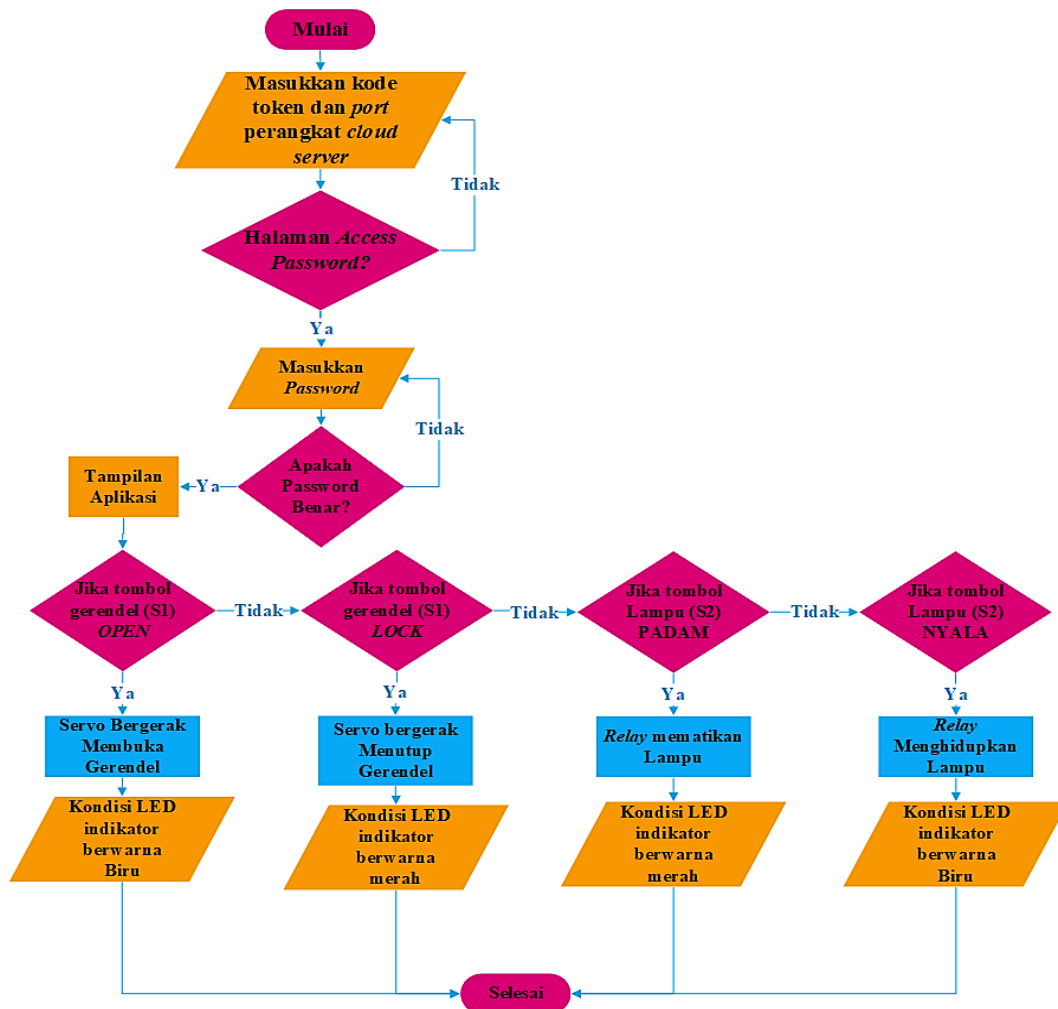 Mulai
Masukkan kode
token dan port
perangkat cloud
server
Tidak
Halaman Access
Password?
Ya
Masukkan
Password
Tidak
Apakah
Password
Benar?
Ya
Tampilan
Aplikasi
Jika tombol
gerendel (S1)
OPEN
Tidak
Jika tombol
gerendel (S1)
LOCK
Tidak
Jika tombol
Lampu (S2)
PADAM
Tidak
Jika tombol
Lampu (S2)
NYALA
Ya
Ya
Ya
Ya
Servo Bergerak
Membuka
Gerendel
Servo bergerak
Menutup
Gerendel
Relay mematikan
Lampu
Relay
Menghidupkan
Lampu
Kondisi LED
indikator
berwarna
Biru
Kondisi LED
indikator
berwarna
merah
Kondisi LED
indikator
berwarna
merah
Kondisi LED
indikator
berwarna
Biru
Selesai